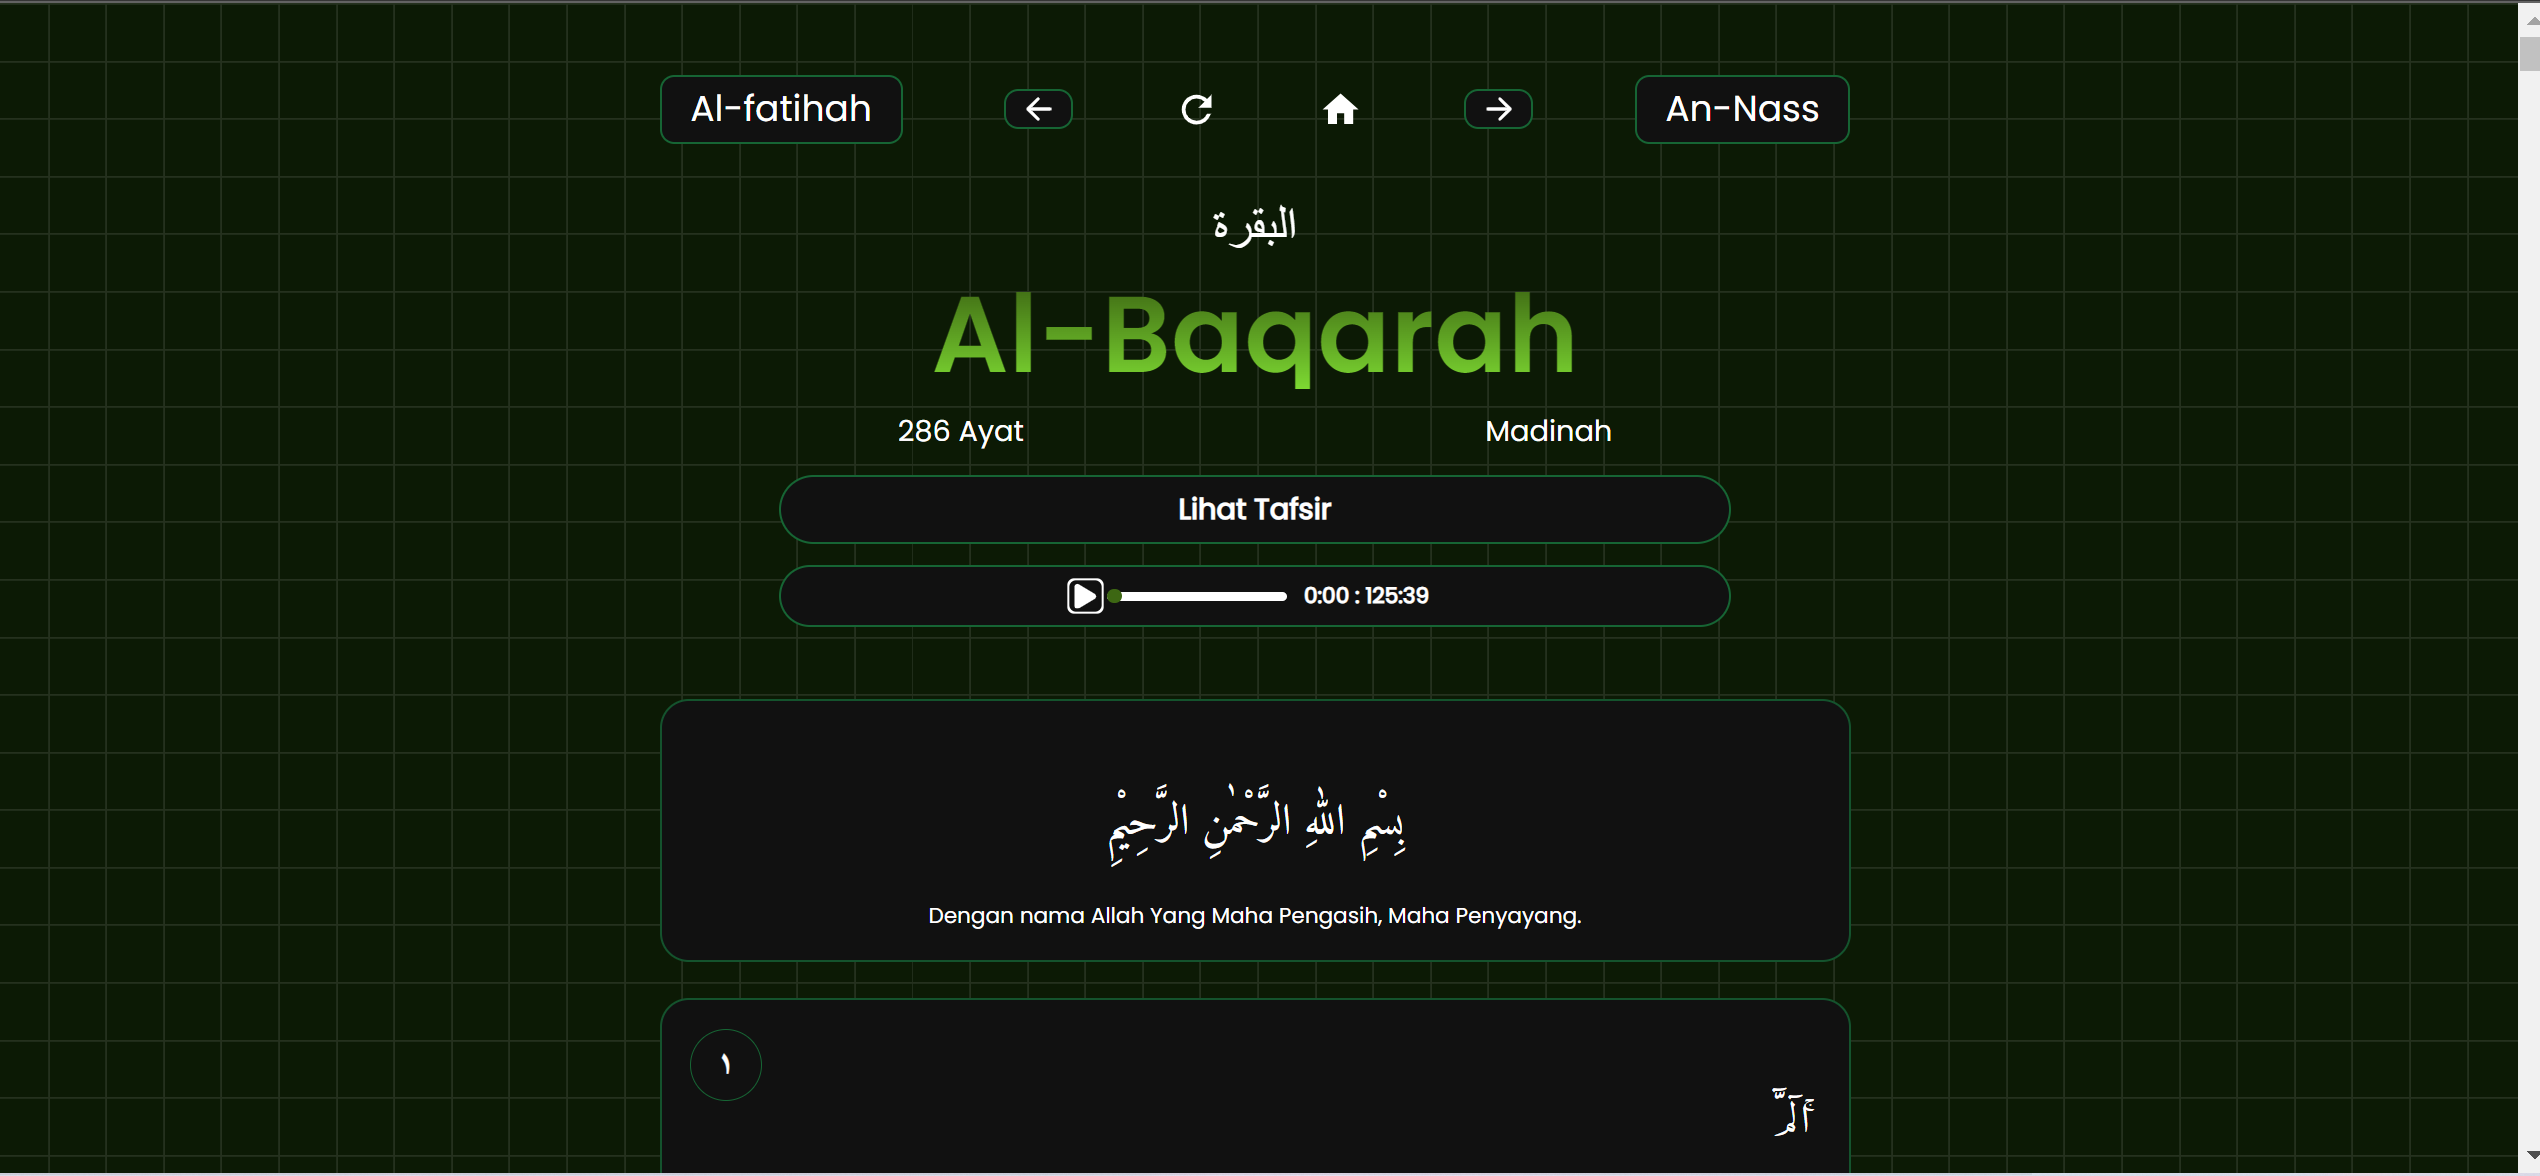 Al-fatihah
An-Nass
البقرة
Al-Baqarah
286 Ayat
Madinah
Lihat Tafsir
0:00 : 125:39
بِسْمِ اللّٰهِ الرَّحْمٰنِ الرَّحِيْمِ
Dengan nama Allah Yang Maha Pengasih, Maha Penyayang.
١
الۤمّۤ ۚ